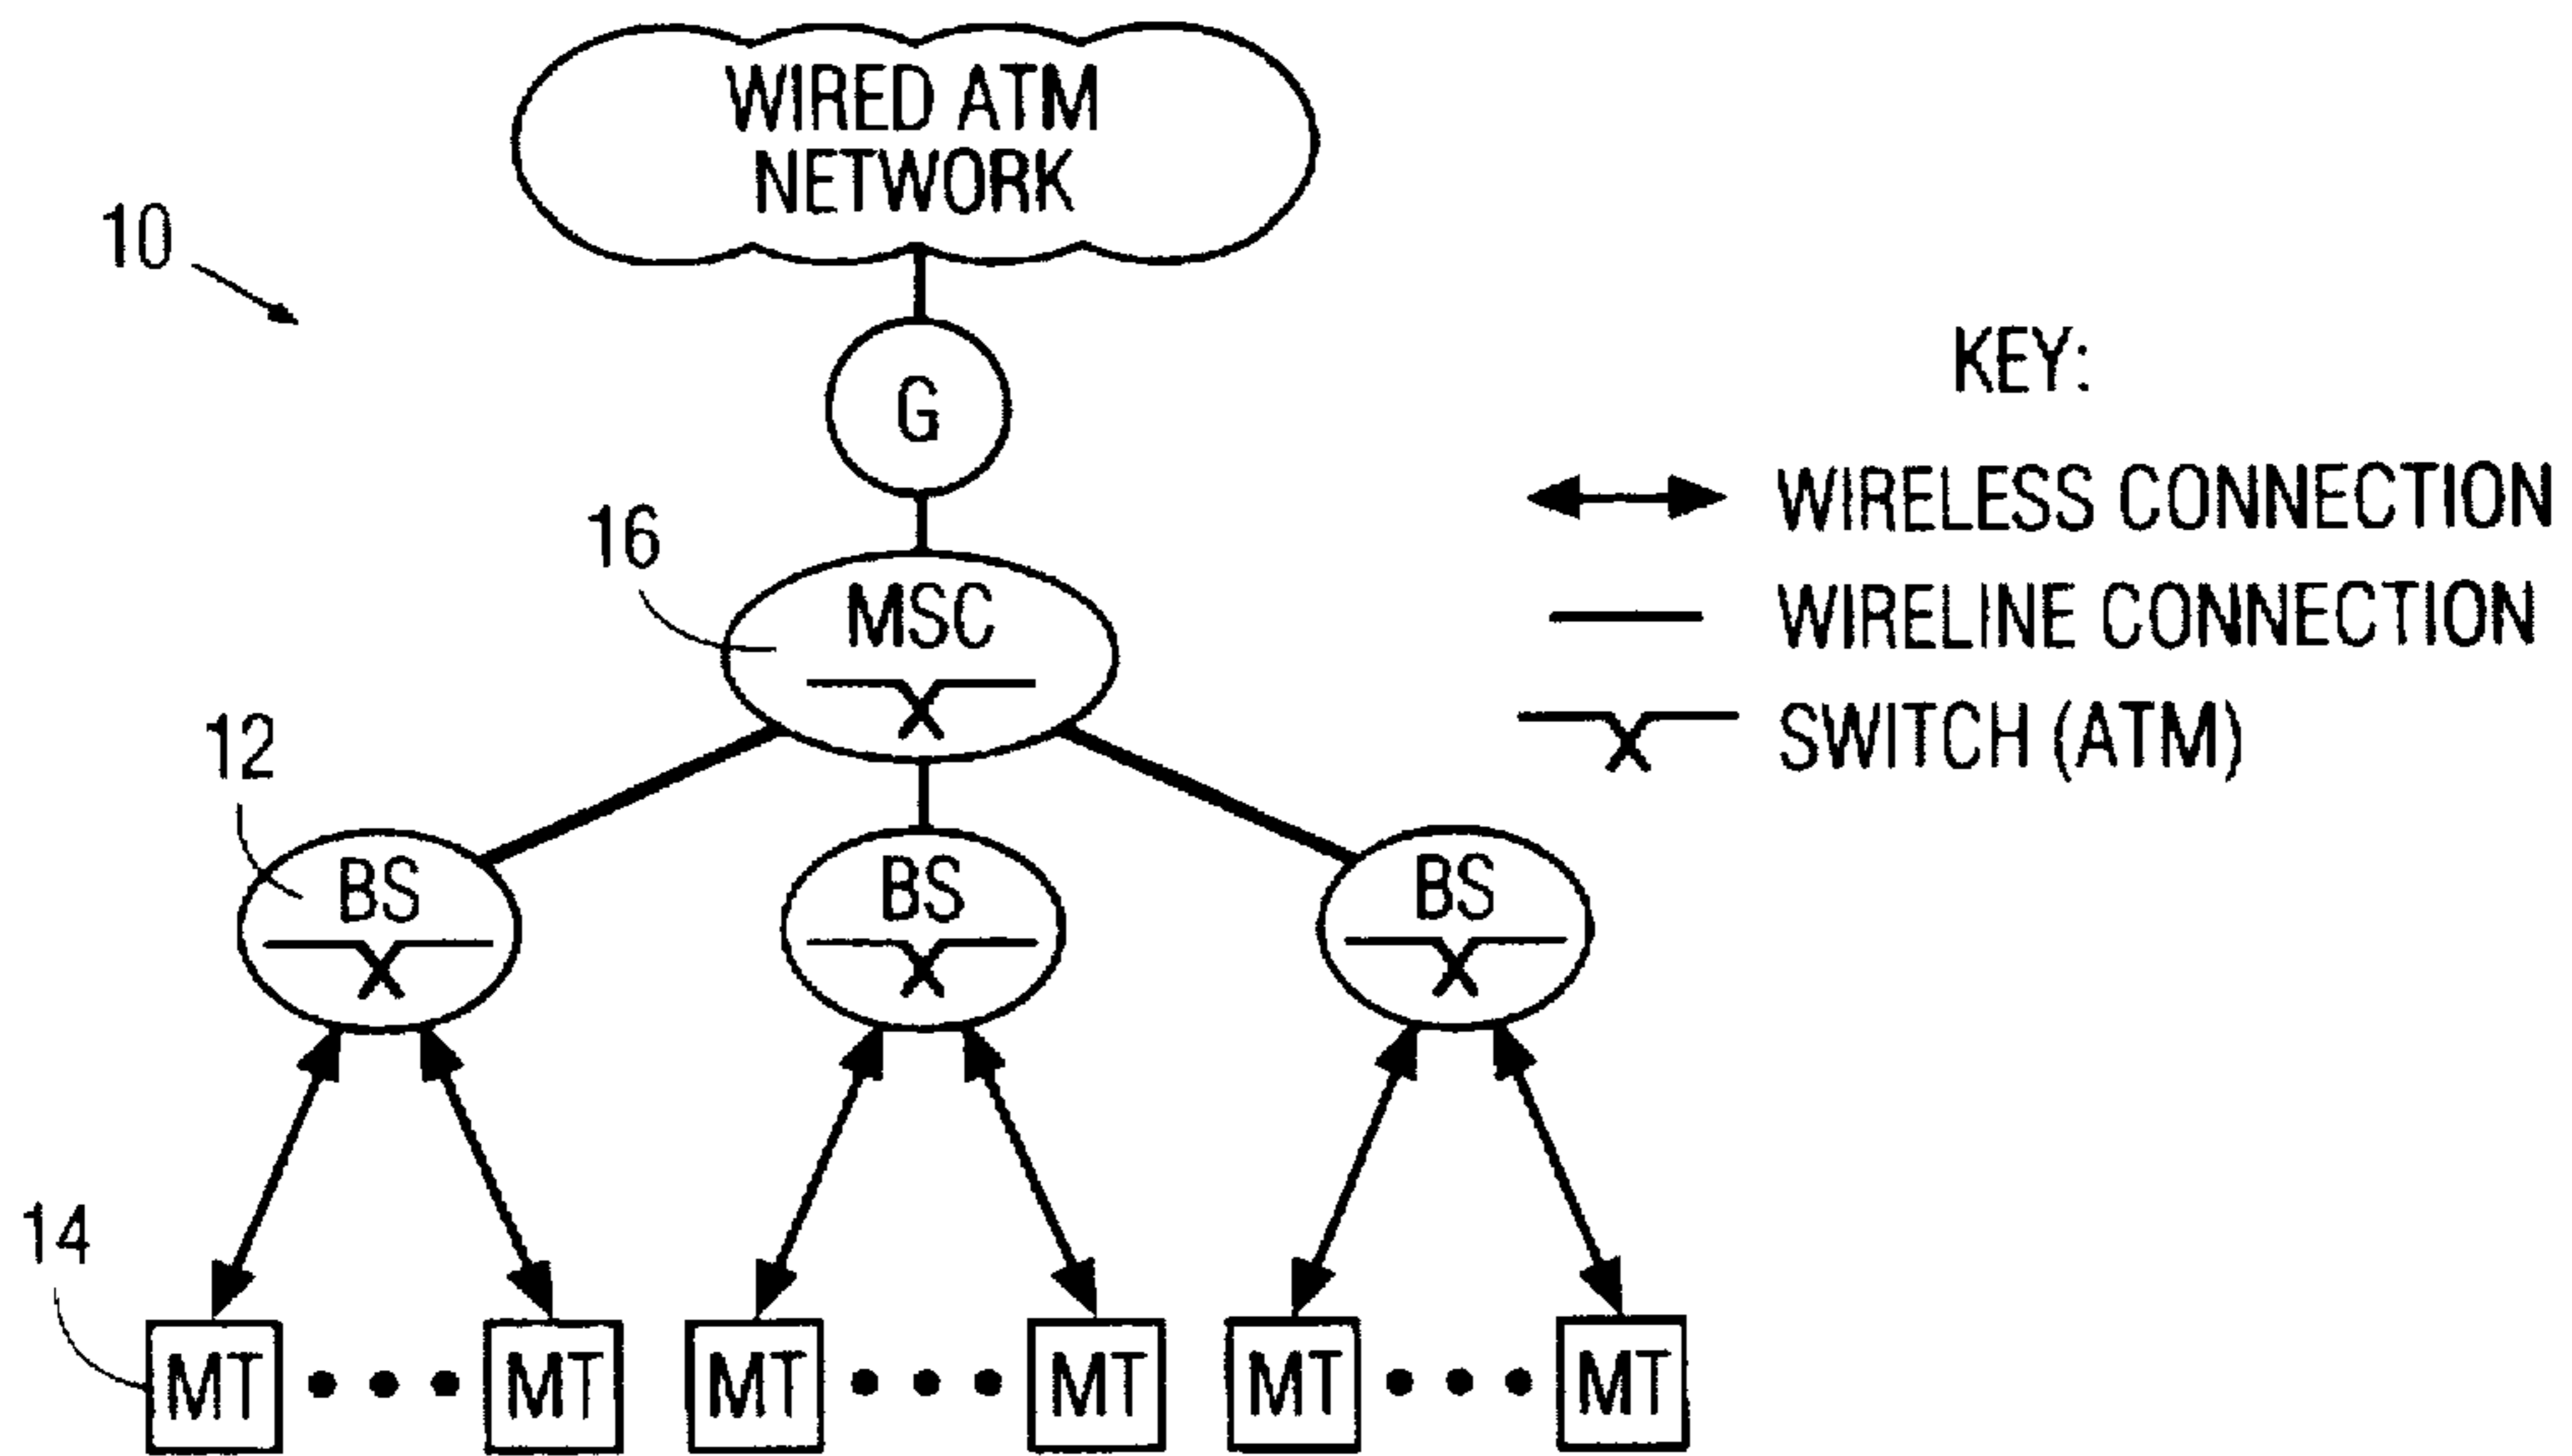 WIRED ATM
NETWORK
10
G
KEY:
WIRELESS CONNECTION
WIRELINE CONNECTION
SWITCH (ATM)
16
MSC
12
BS
BS
BS
14
MT
MT
MT
MT
MT
MT